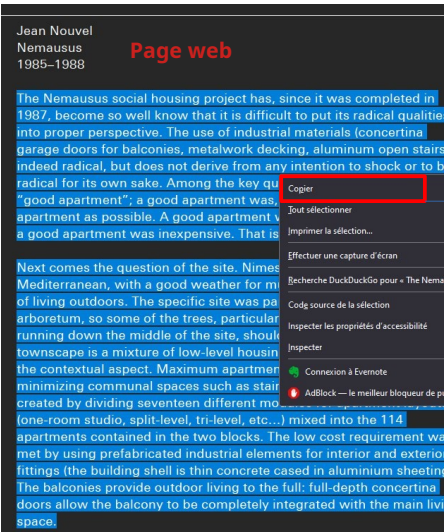 Jean Nouvel
Nemausus
1985–1988
Page web
The Nemausus social housing project has, since it was completed in
1987, become so well know that it is difficult to put its radical qualities
into proper perspective. The use of industrial materials (concertina
garage doors for balconies, metalwork decking, aluminum open stairs
indeed radical, but does not derive from any intention to shock or to b
radical for its own sake. Among the key qu
"good apartment"; a good apartment was,
apartment as possible. A good apartment
a good apartment was inexpensive. That is
Copier
Tout sélectionner
Imprimer la sélection...
Effectuer une capture d'écran
Recherche DuckDuckGo pour « The Nema
Code source de la sélection
Inspecter les propriétés d'accessibilité
Inspecter
Connexion à Evernote
AdBlock — le meilleur bloqueur de pu
Next comes the question of the site. Nimes
Mediterranean, with a good weather for mu
of living outdoors. The specific site was pa
arboretum, so some of the trees, particular
running down the middle of the site, shoul
townscape is a mixture of low-level housin
the contextual aspect. Maximum apartmen
minimizing communal spaces such as stair
created by dividing seventeen different mo
(one-room studio, split-level, tri-level, etc...) mixed into the 114
apartments contained in the two blocks. The low cost requirement wa
met by using prefabricated industrial elements for interior and exterior
fittings (the building shell is thin concrete cased in aluminium sheeting
The balconies provide outdoor living to the full: full-depth concertina
doors allow the balcony to be completely integrated with the main livi
space.